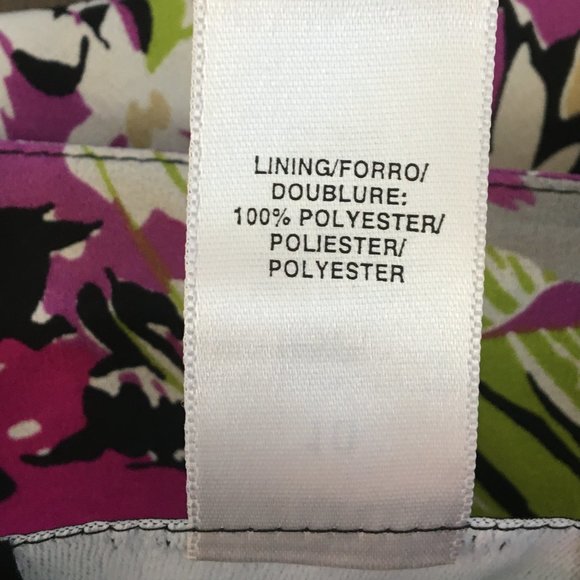 LINING/FORRO/
DOUBLURE:
100% POLYESTER/
POLIESTER/
POLYESTER